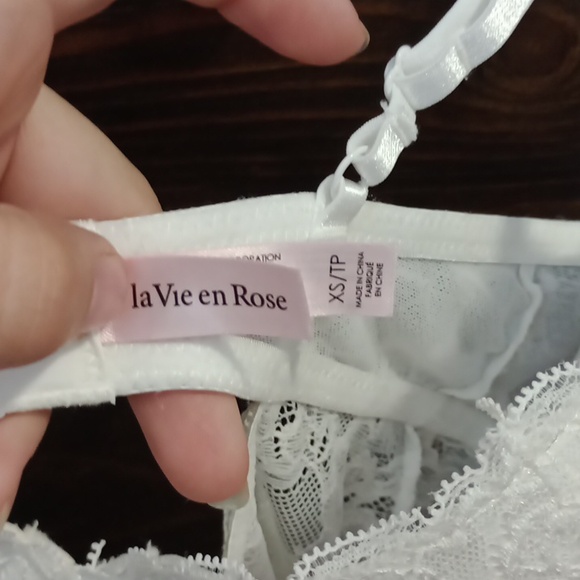 la Vie en Rose
XS/TP
MADE IN CHINA
FABRIQUÉ
EN CHINE